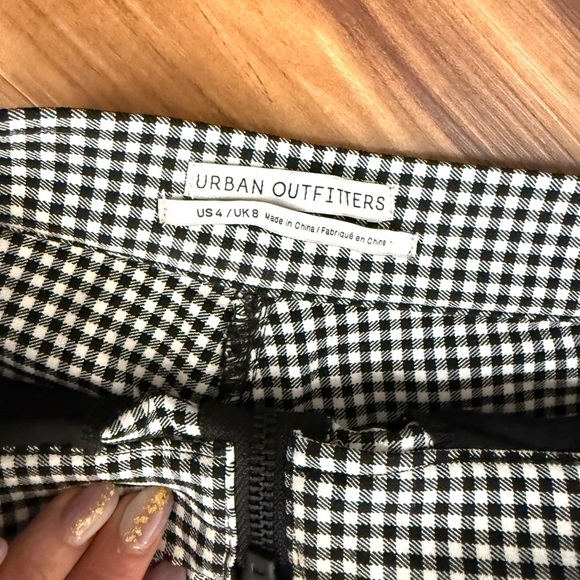 URBAN OUTFITTERS
US 4 / UK 8 Made in China / Fabriqué en Chine